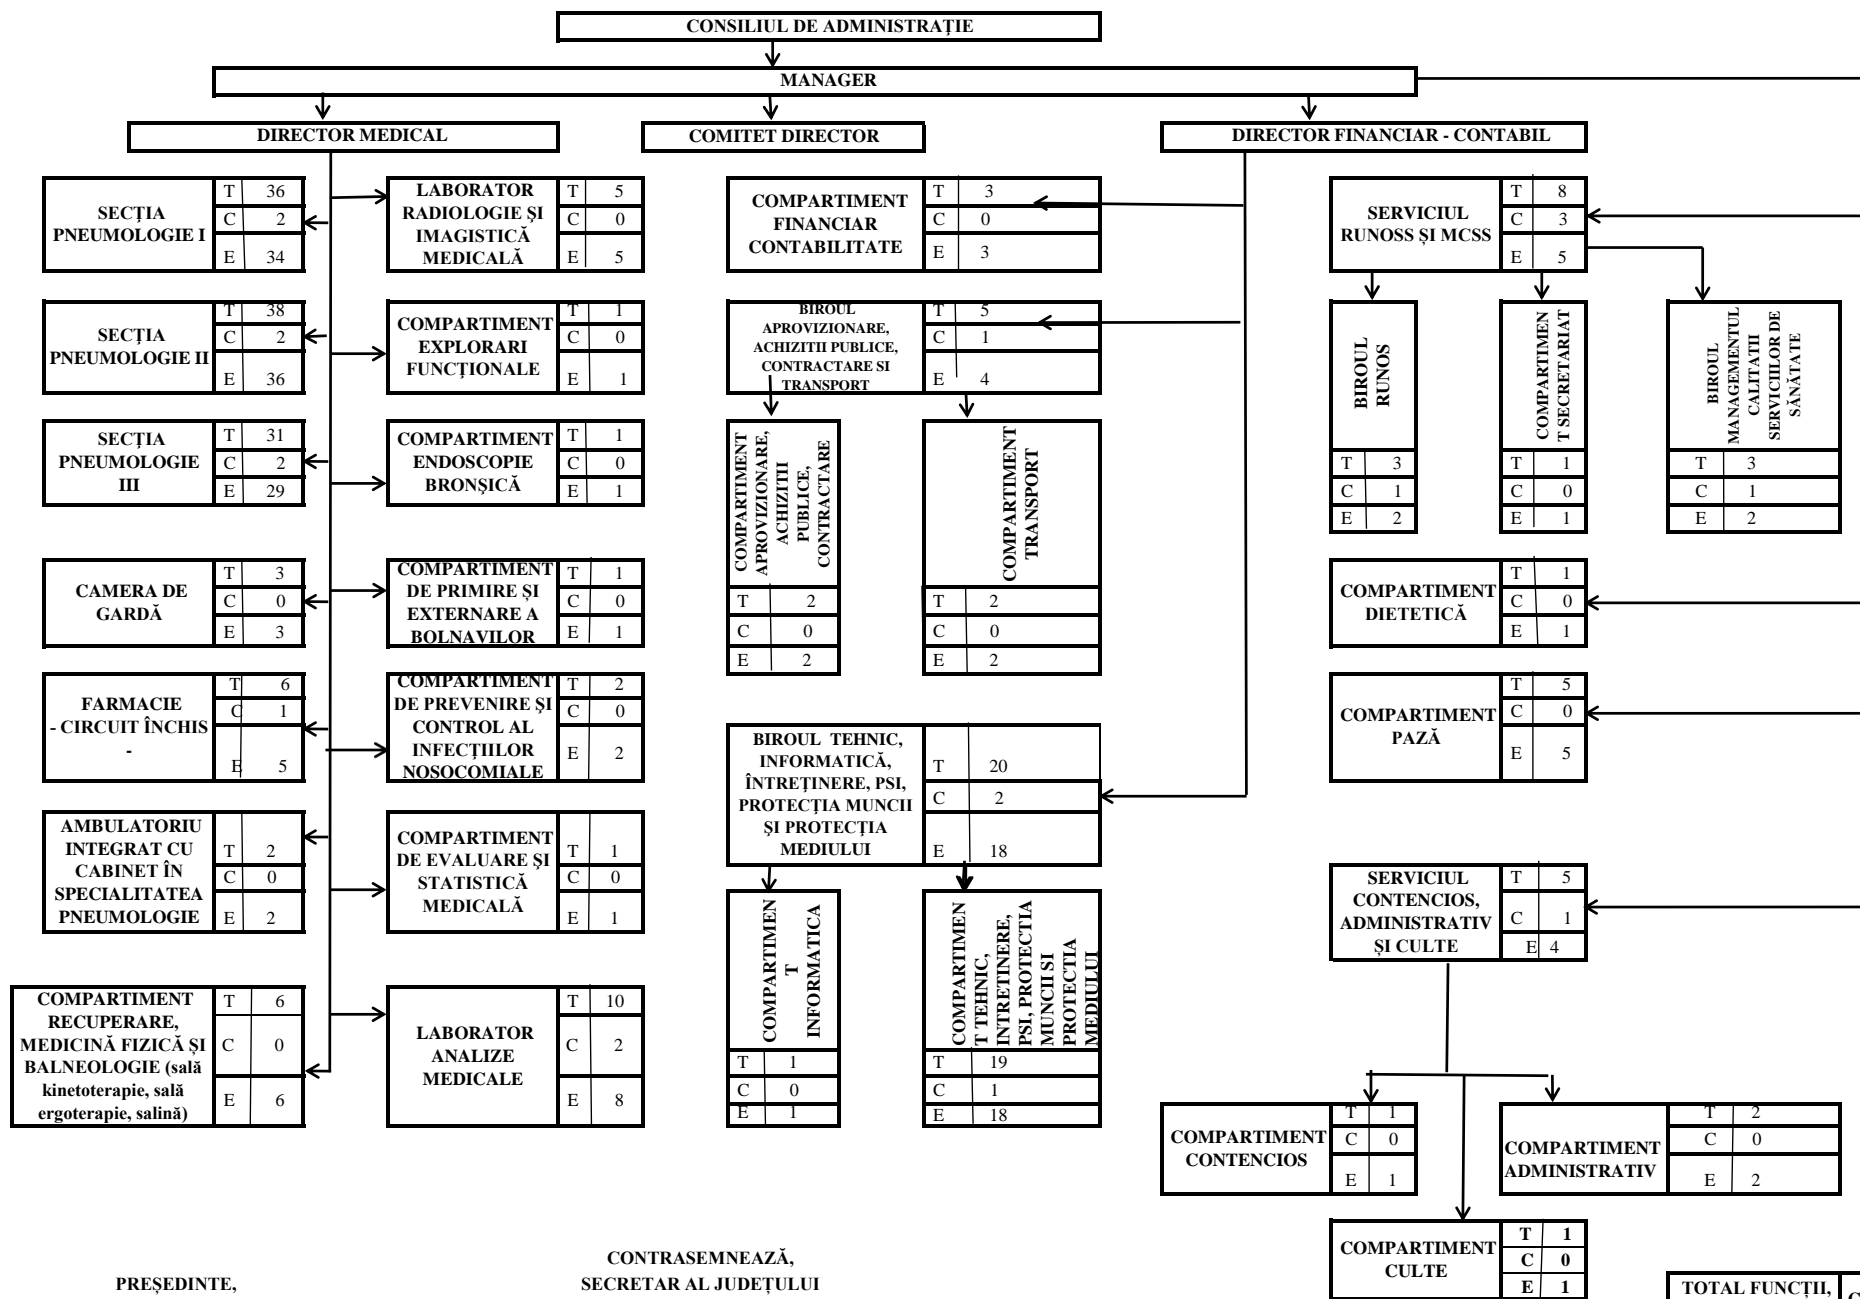 CONSILIUL DE ADMINISTRAȚIE
MANAGER
DIRECTOR MEDICAL
COMITET DIRECTOR
DIRECTOR FINANCIAR - CONTABIL
SECȚIA
PNEUMOLOGIE I
T 36
C 2
E 34
LABORATOR
RADIOLOGIE ȘI
IMAGISTICĂ
MEDICALĂ
T 5
C 0
E 5
COMPARTIMENT
FINANCIAR
CONTABILITATE
T 3
C 0
E 3
SERVICIUL
RUNOSS ȘI MCSS
T 8
C 3
E 5
SECȚIA
PNEUMOLOGIE II
T 38
C 2
E 36
COMPARTIMENT
EXPLORARI
FUNCȚIONALE
T 1
C 0
E 1
BIROUL
APROVIZIONARE,
ACHIZITII PUBLICE,
CONTRACTARE SI
TRANSPORT
T 5
C 1
E 4
BIROUL
RUNOS
T 3
C 1
E 2
COMPARTIMEN
T SECRETARIAT
T 1
C 0
E 1
BIROUL
MANAGEMENTUL
CALITATII
SERVICIILOR DE
SĂNĂTATE
T 3
C 1
E 2
SECȚIA
PNEUMOLOGIE
III
T 31
C 2
E 29
COMPARTIMENT
ENDOSCOPIE
BRONȘICĂ
T 1
C 0
E 1
COMPARTIMENT
APROVIZIONARE,
ACHIZITII
PUBLICE,
CONTRACTARE
T 2
C 0
E 2
COMPARTIMENT
TRANSPORT
T 2
C 0
E 2
CAMERA DE
GARDĂ
T 3
C 0
E 3
COMPARTIMENT
DE PRIMIRE ȘI
EXTERNARE A
BOLNAVILOR
T 1
C 0
E 1
COMPARTIMENT
DIETETICĂ
T 1
C 0
E 1
FARMACIE
- CIRCUIT ÎNCHIS
-
T 6
C 1
E 5
COMPARTIMENT
DE PREVENIRE ȘI
CONTROL AL
INFECȚIILOR
NOSOCOMIALE
T 2
C 0
E 2
BIROUL TEHNIC,
INFORMATICĂ,
ÎNTREȚINERE, PSI,
PROTECȚIA MUNCII
ȘI PROTECȚIA
MEDIULUI
T 20
C 2
E 18
COMPARTIMENT
PAZĂ
T 5
C 0
E 5
AMBULATORIU
INTEGRAT CU
CABINET ÎN
SPECIALITATEA
PNEUMOLOGIE
T 2
C 0
E 2
COMPARTIMENT
DE EVALUARE ȘI
STATISTICĂ
MEDICALĂ
T 1
C 0
E 1
COMPARTIMEN
T
INFORMATICA
T 1
C 0
E 1
COMPARTIMEN
T TEHNIC,
INTRETINERE,
PSI, PROTECTIA
MUNCII SI
PROTECTIA
MEDIULUI
T 19
C 1
E 18
SERVICIUL
CONTENCIOS,
ADMINISTRATIV
ȘI CULTE
T 5
C 1
E 4
COMPARTIMENT
RECUPERARE,
MEDICINĂ FIZICĂ ȘI
BALNEOLOGIE (sală
kinetoterapie, sală
ergoterapie, salină)
T 6
C 0
E 6
LABORATOR
ANALIZE
MEDICALE
T 10
C 2
E 8
COMPARTIMENT
CONTENCIOS
T 1
C 0
E 1
COMPARTIMENT
ADMINISTRATIV
T 2
C 0
E 2
COMPARTIMENT
CULTE
T 1
C 0
E 1
PREȘEDINTE,
CONTRASEMNEAZĂ,
SECRETAR AL JUDEȚULUI
TOTAL FUNCȚII,